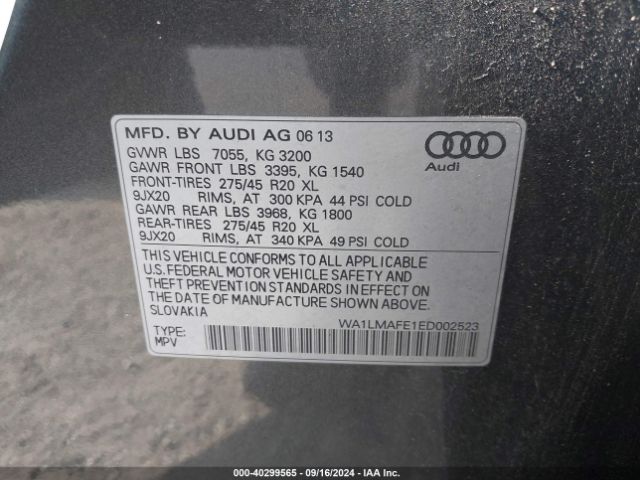 MFD. BY AUDI AG 06 13
GVWR LBS 7055, KG 3200
GAWR FRONT LBS 3395, KG 1540
FRONT-TIRES 275/45 R20 XL
9JX20 RIMS, AT 300 KPA 44 PSI COLD
GAWR REAR LBS 3968, KG 1800
REAR-TIRES 275/45 R20 XL
9JX20 RIMS, AT 340 KPA 49 PSI COLD
Audi
THIS VEHICLE CONFORMS TO ALL APPLICABLE
U.S. FEDERAL MOTOR VEHICLE SAFETY AND
THEFT PREVENTION STANDARDS IN EFFECT ON
THE DATE OF MANUFACTURE SHOWN ABOVE.
SLOVAKIA
WA1LMAFE1ED002523
TYPE:
MPV
000-40299565 - 09/16/2024 - IAA Inc.